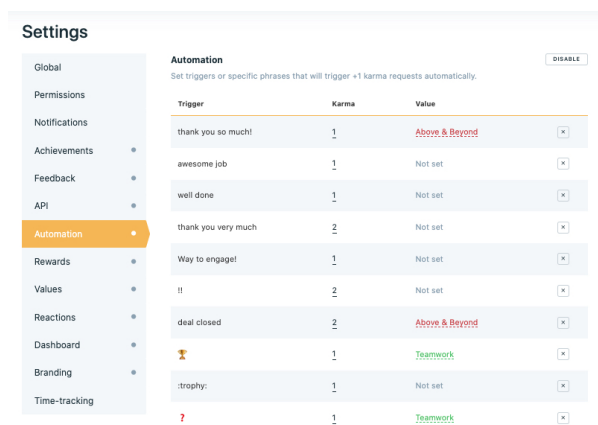 Settings
Global
Permissions
Notifications
Achievements
Feedback
API
Automation
Rewards
Values
Reactions
Dashboard
Branding
Time-tracking
Automation
DISABLE
Set triggers or specific phrases that will trigger +1 karma requests automatically.
Trigger Karma Value
thank you so much! 1 Above & Beyond ×
awesome job 1 Not set ×
well done 1 Not set ×
thank you very much 2 Not set ×
Way to engage! 1 Not set ×
!! 2 Not set ×
deal closed 2 Above & Beyond ×
🏆 1 Teamwork ×
:trophy: 1 Not set ×
❓ 1 Teamwork ×